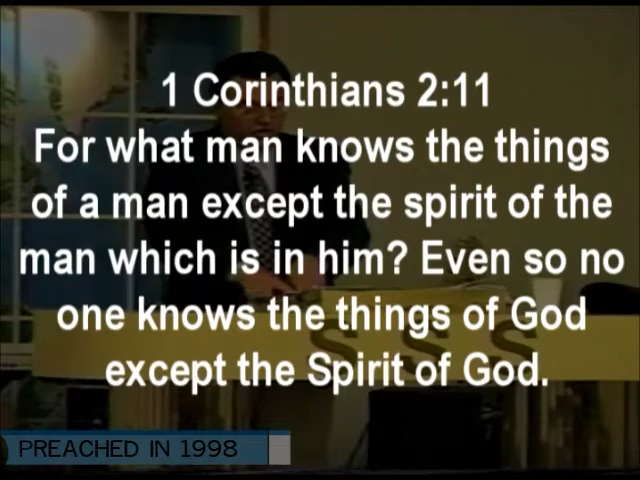 1 Corinthians 2:11
For what man knows the things
of a man except the spirit of the
man which is in him? Even so no
one knows the things of God
except the Spirit of God.
S S S
PREACHED IN 1998